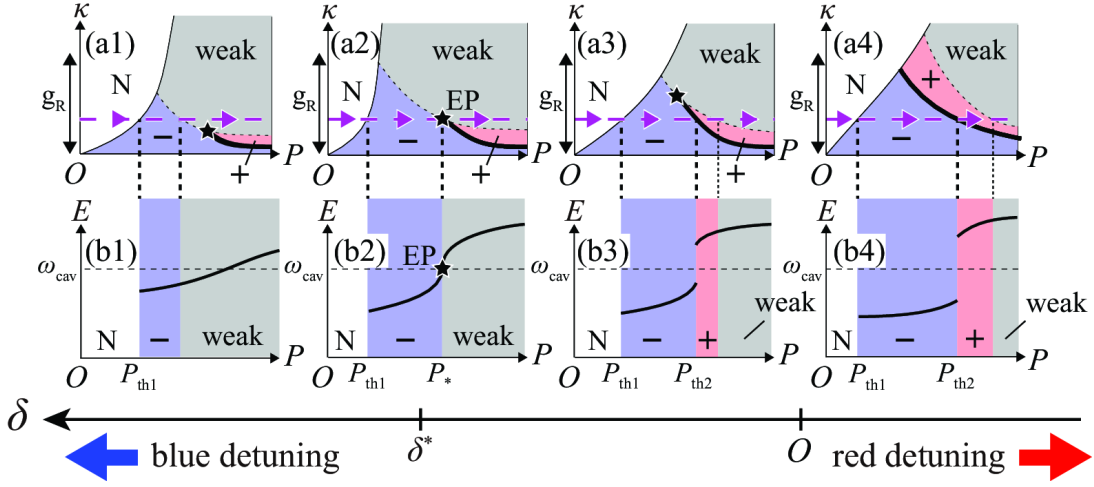 κ κ κ κ
(a1) weak (a2) weak (a3) weak (a4) weak
N N N N +
g_R g_R EP g_R g_R
− − − −
+ + +
O P O P O P O P
E E E E
(b1) (b2) (b3) (b4)
ω_cav ω_cav EP ω_cav ω_cav
weak weak
N − weak N − weak N − + N − +
O P_th1 P O P_th1 P_* P O P_th1 P_th2 P O P_th1 P_th2 P
δ δ* O
blue detuning red detuning